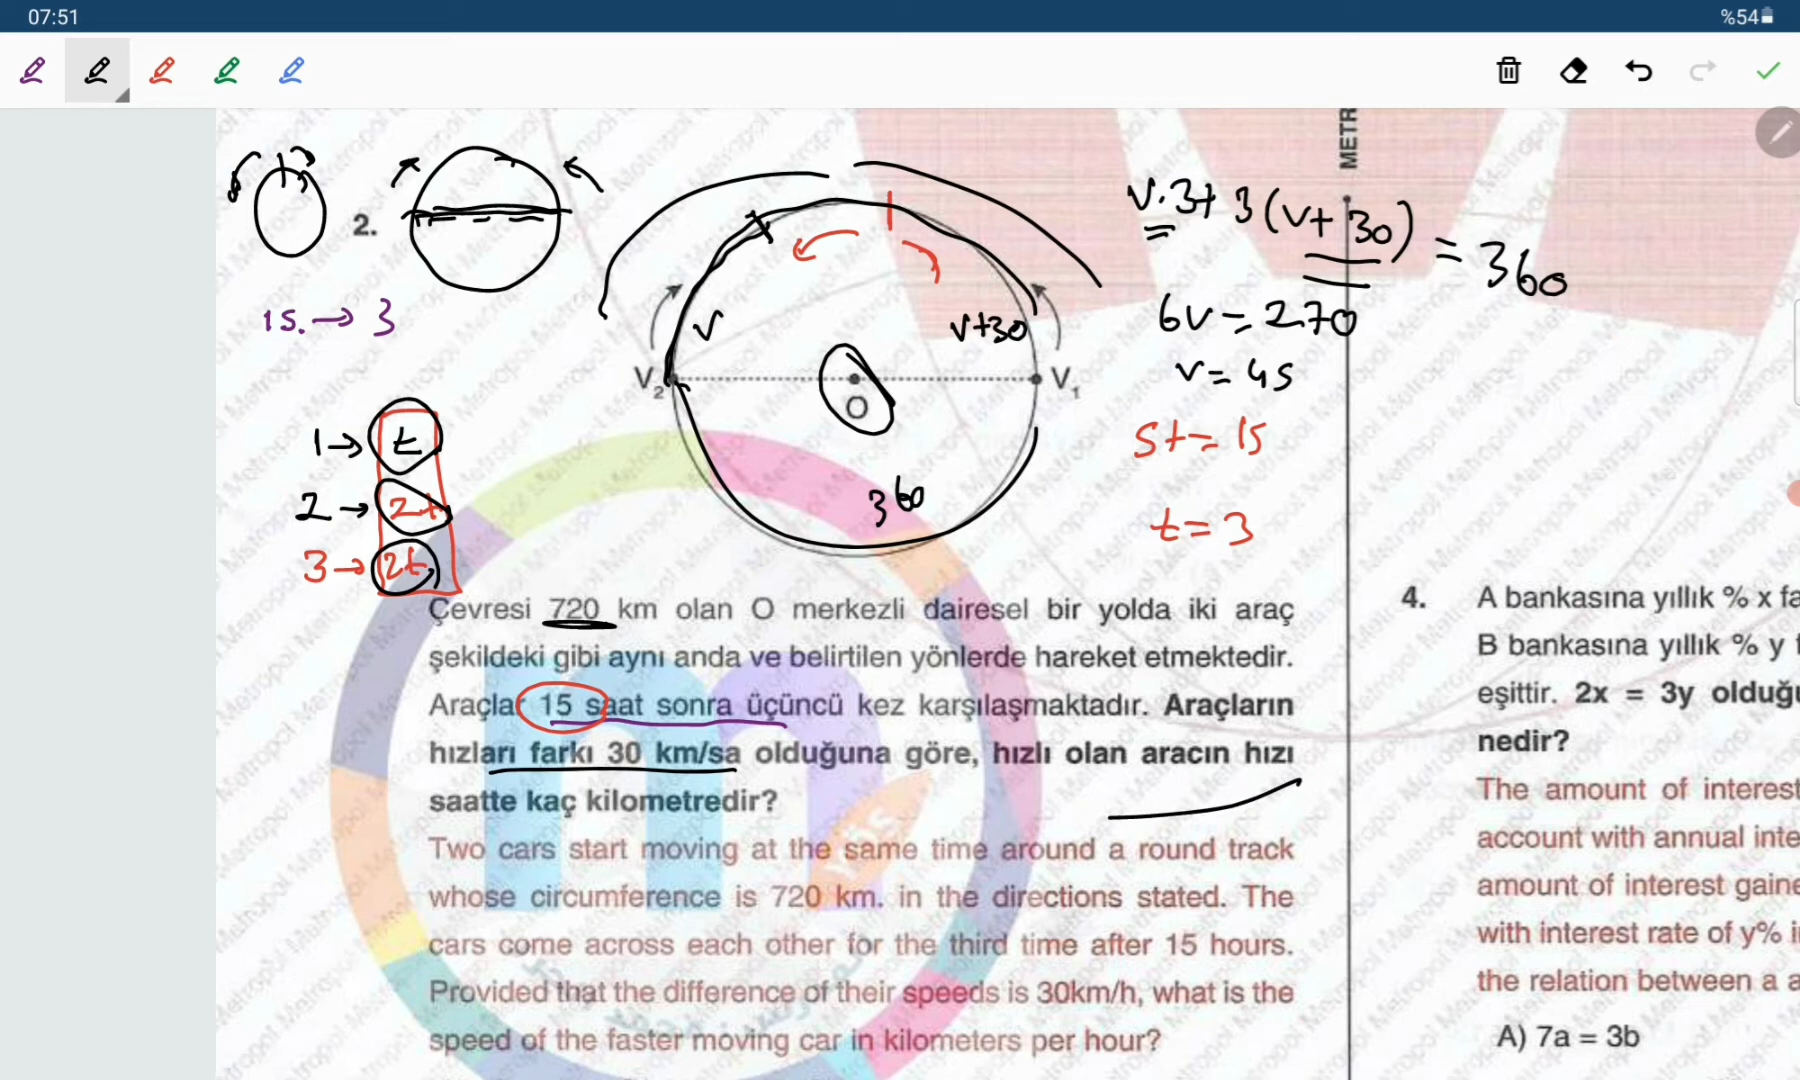 07:51
%54
METR
2.
V.3+ 3(V+30) = 360
15. → 3
6V = 270
V
V+30
V = 45
V₂
O
V₁
1→ t
5t = 15
2→ 2t
360
t = 3
3→ 2t
Çevresi 720 km olan O merkezli dairesel bir yolda iki araç
şekildeki gibi aynı anda ve belirtilen yönlerde hareket etmektedir.
Araçlar 15 saat sonra üçüncü kez karşılaşmaktadır. Araçların
hızları farkı 30 km/sa olduğuna göre, hızlı olan aracın hızı
saatte kaç kilometredir?
Two cars start moving at the same time around a round track
whose circumference is 720 km. in the directions stated. The
cars come across each other for the third time after 15 hours.
Provided that the difference of their speeds is 30km/h, what is the
speed of the faster moving car in kilometers per hour?
4.
A bankasına yıllık % x fa
B bankasına yıllık % y f
eşittir. 2x = 3y olduğu
nedir?
The amount of interest
account with annual inte
amount of interest gaine
with interest rate of y% i
the relation between a a
A) 7a = 3b